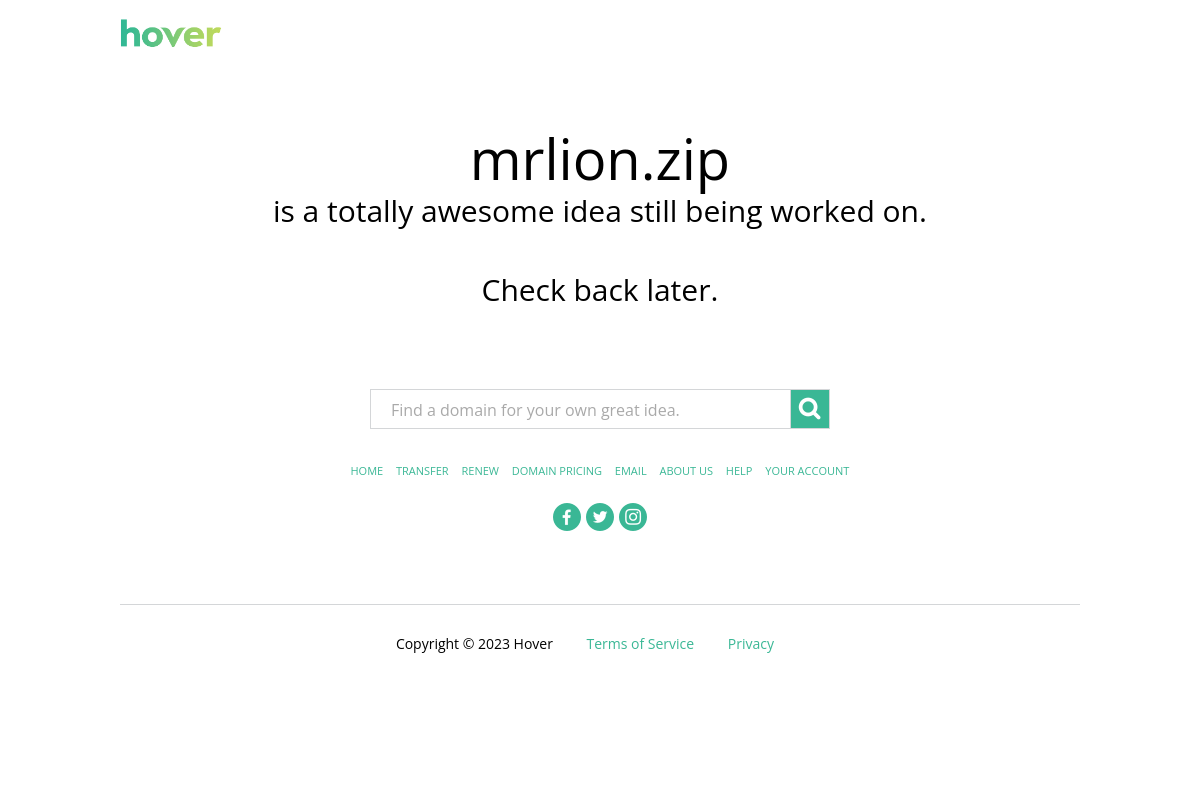 hover
mrlion.zip
is a totally awesome idea still being worked on.
Check back later.
Find a domain for your own great idea.
HOME TRANSFER RENEW DOMAIN PRICING EMAIL ABOUT US HELP YOUR ACCOUNT
Copyright © 2023 Hover Terms of Service Privacy